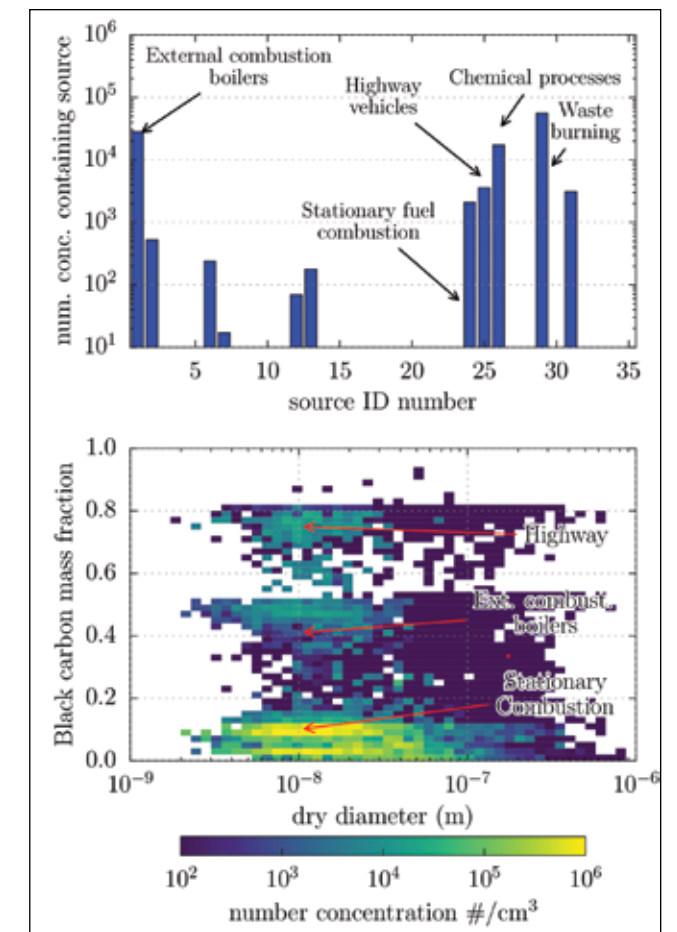 10^6
10^5
10^4
10^3
10^2
10^1
num. conc. containing source
External combustion
boilers
Highway
vehicles
Chemical processes
Waste
burning
Stationary fuel
combustion
5 10 15 20 25 30 35
source ID number
1.0
0.8
0.6
0.4
0.2
0.0
Black carbon mass fraction
Highway
Ext. combust.
boilers
Stationary
Combustion
10^−9 10^−8 10^−7 10^−6
dry diameter (m)
10^2 10^3 10^4 10^5 10^6
number concentration #/cm^3